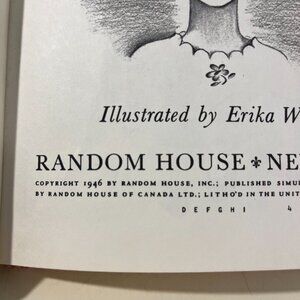 Illustrated by Erika W
RANDOM HOUSE ⚜ NE
COPYRIGHT 1946 BY RANDOM HOUSE, INC.; PUBLISHED SIMU
BY RANDOM HOUSE OF CANADA LTD.; LITHO'D IN THE UNIT
DEFGHI 4